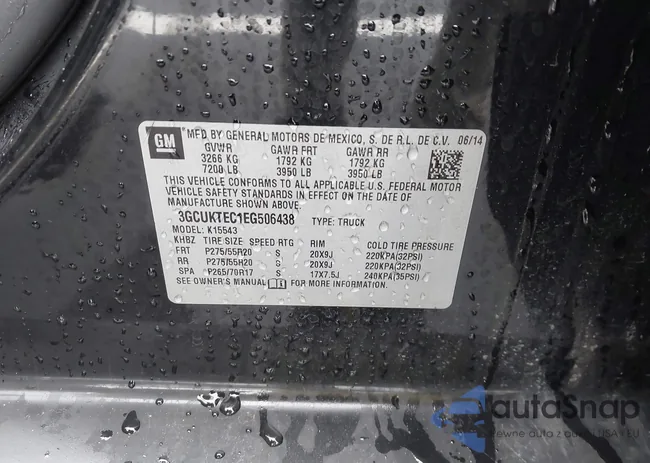 GM MFD BY GENERAL MOTORS DE MEXICO, S. DE R.L. DE C.V. 06/14
GVWR GAWR FRT GAWR RR
3266 KG 1792 KG 1792 KG
7200 LB 3950 LB 3950 LB
THIS VEHICLE CONFORMS TO ALL APPLICABLE U.S. FEDERAL MOTOR
VEHICLE SAFETY STANDARDS IN EFFECT ON THE DATE OF
MANUFACTURE SHOWN ABOVE.
3GCUKTEC1EG506438 TYPE: TRUCK
MODEL: K15543
KHBZ TIRE SIZE SPEED RTG RIM COLD TIRE PRESSURE
FRT P275/55R20 S 20X9J 220KPA(32PSI)
RR P275/55R20 S 20X9J 220KPA(32PSI)
SPA P265/70R17 S 17X7.5J 240KPA(35PSI)
SEE OWNER'S MANUAL FOR MORE INFORMATION.
autaSnap
auta z USA i EU